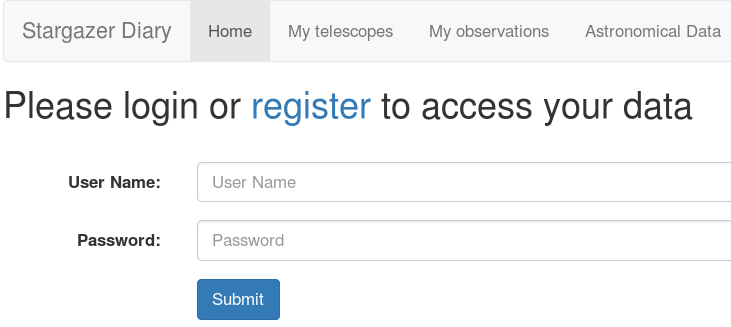 Stargazer Diary Home My telescopes My observations Astronomical Data
Please login or register to access your data
User Name: User Name
Password: Password
Submit